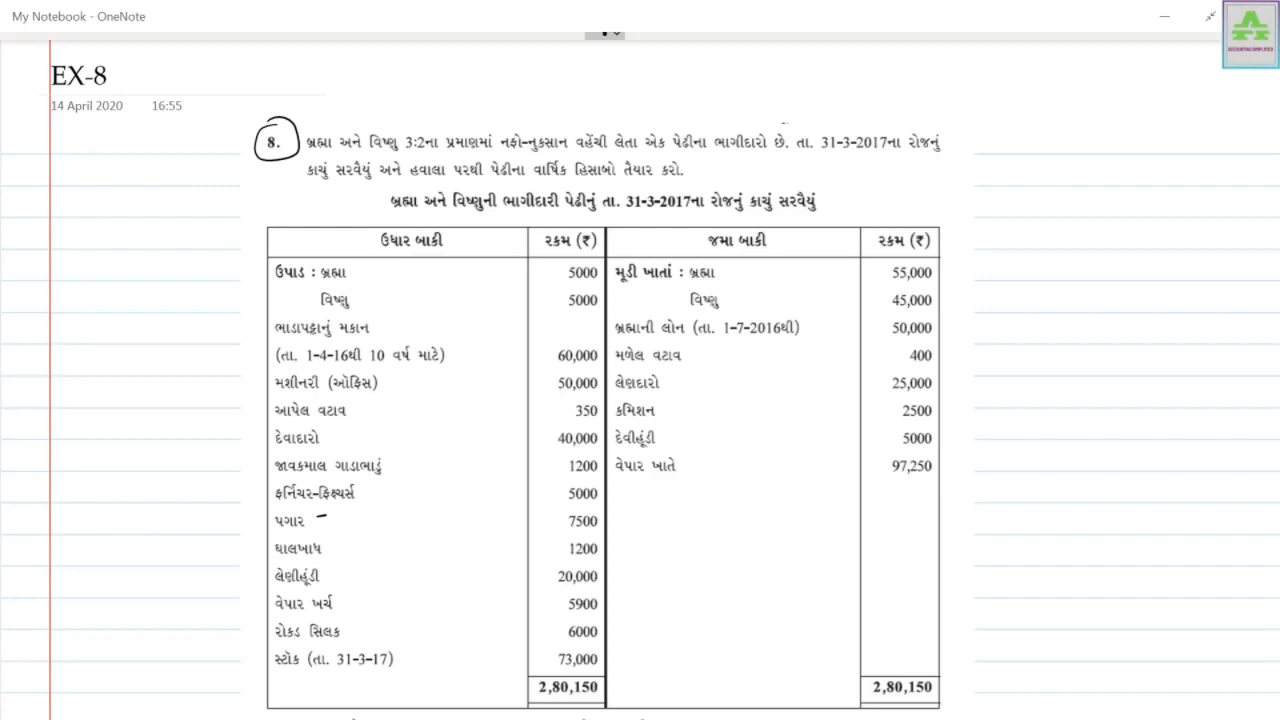 My Notebook - OneNote
ACCOUNTING SIMPLIFIED
EX-8
14 April 2020 16:55
8. બ્રહ્મા અને વિષ્ણુ 3:2ના પ્રમાણમાં નફો-નુકસાન વહેંચી લેતા એક પેઢીના ભાગીદારો છે. તા. 31-3-2017ના રોજનું
કાચું સરવૈયું અને હવાલા પરથી પેઢીના વાર્ષિક હિસાબો તૈયાર કરો.
બ્રહ્મા અને વિષ્ણુની ભાગીદારી પેઢીનું તા. 31-3-2017ના રોજનું કાચું સરવૈયું
ઉધાર બાકી રકમ (₹) જમા બાકી રકમ (₹)
ઉપાડ : બ્રહ્મા 5000 મૂડી ખાતાં : બ્રહ્મા 55,000
વિષ્ણુ 5000 વિષ્ણુ 45,000
ભાડાપટ્ટાનું મકાન બ્રહ્માની લોન (તા. 1-7-2016થી) 50,000
(તા. 1-4-16થી 10 વર્ષ માટે) 60,000 મળેલ વટાવ 400
મશીનરી (ઑફિસ) 50,000 લેણદારો 25,000
આપેલ વટાવ 350 કમિશન 2500
દેવાદારો 40,000 દેવીહૂંડી 5000
જાવકમાલ ગાડાભાડું 1200 વેપાર ખાતે 97,250
ફર્નિચર-ફિક્ચર્સ 5000
પગાર 7500
ઘાલખાધ 1200
લેણીહૂંડી 20,000
વેપાર ખર્ચ 5900
રોકડ સિલક 6000
સ્ટૉક (તા. 31-3-17) 73,000
2,80,150 2,80,150